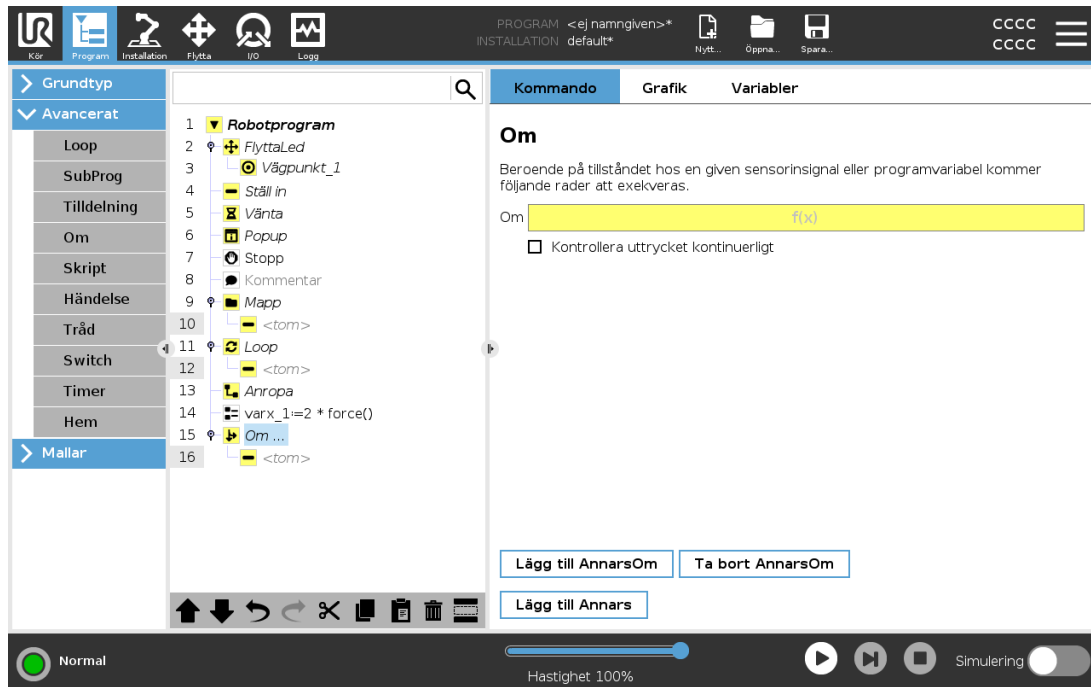 UR
PROGRAM <ej namngiven>*
INSTALLATION default*
Kör
Program
Installation
Flytta
I/O
Logg
Nytt...
Öppna...
Spara...
CCCC
CCCC
Grundtyp
Avancerat
Loop
SubProg
Tilldelning
Om
Skript
Händelse
Tråd
Switch
Timer
Hem
Mallar
1 Robotprogram
2 FlyttaLed
3 Vägpunkt_1
4 Ställ in
5 Vänta
6 Popup
7 Stopp
8 Kommentar
9 Mapp
10 <tom>
11 Loop
12 <tom>
13 Anropa
14 varx_1:=2 * force()
15 Om ...
16 <tom>
Kommando
Grafik
Variabler
Om
Beroende på tillståndet hos en given sensorinsignal eller programvariabel kommer
följande rader att exekveras.
Om f(x)
Kontrollera uttrycket kontinuerligt
Lägg till AnnarsOm
Ta bort AnnarsOm
Lägg till Annars
Normal
Hastighet 100%
Simulering